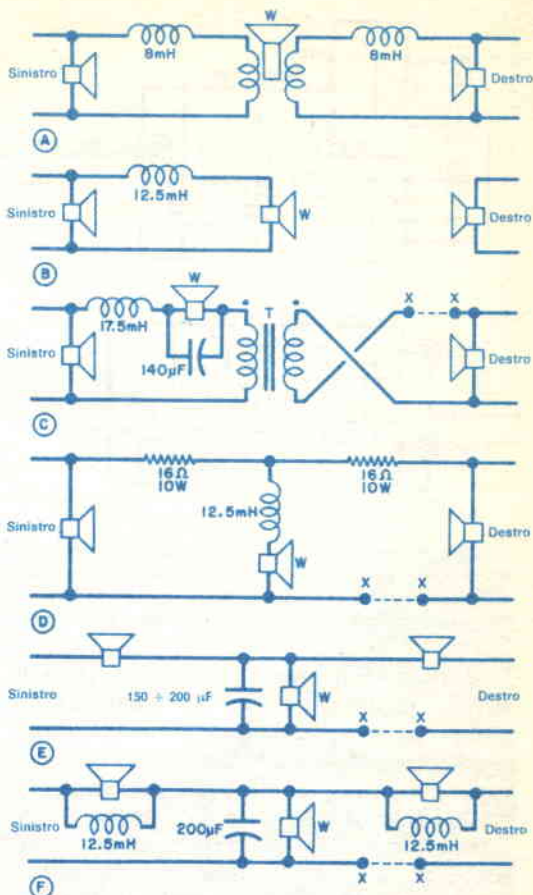 W
8mH 8mH
Sinistro Destro
A
12.5mH
Sinistro W Destro
B
W T X X
17.5mH
Sinistro 140µF Destro
C
16Ω 16Ω
10W 10W
12.5mH
Sinistro Destro
W
X X
D
Sinistro 150 ÷ 200 µF W Destro
X X
E
Sinistro 200µF W Destro
12.5mH 12.5mH
X X
F